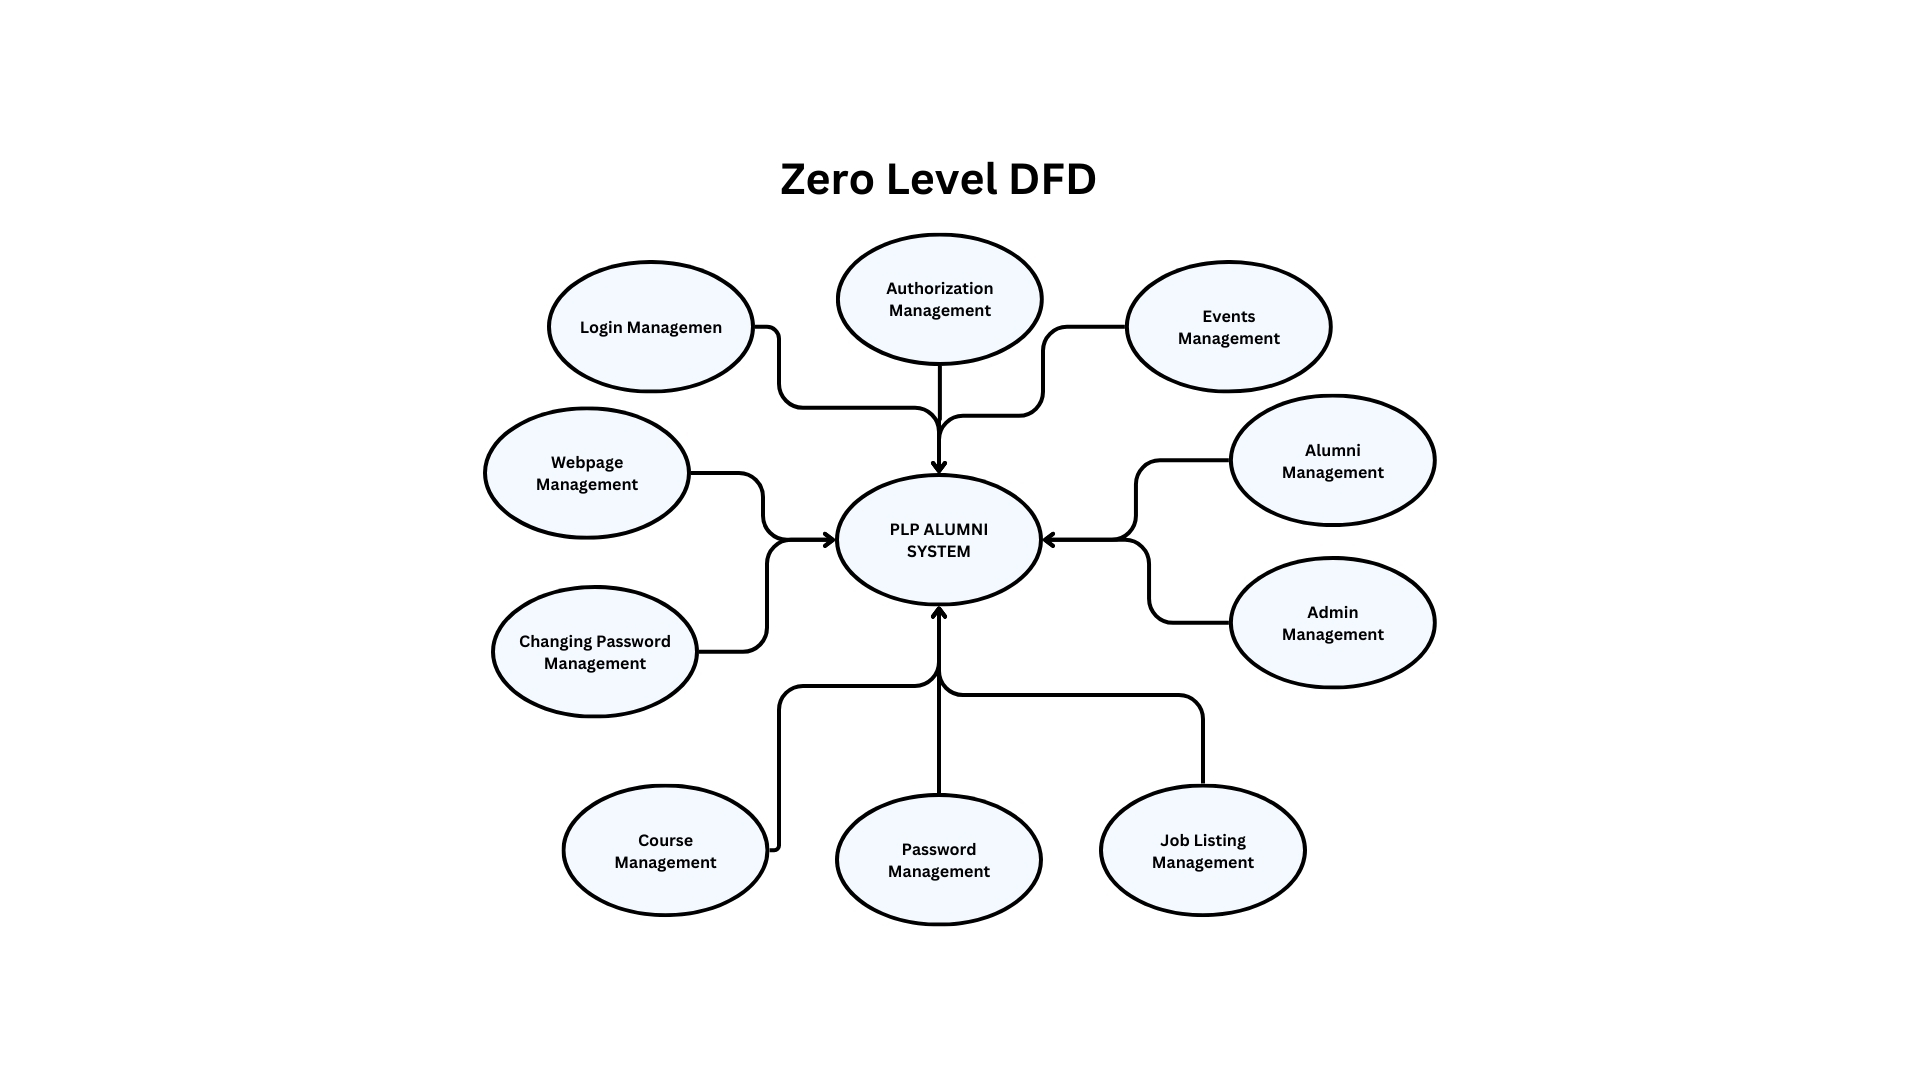 Zero Level DFD
Authorization
Management
Login Managemen
Events
Management
Webpage
Management
Alumni
Management
PLP ALUMNI
SYSTEM
Changing Password
Management
Admin
Management
Course
Management
Password
Management
Job Listing
Management